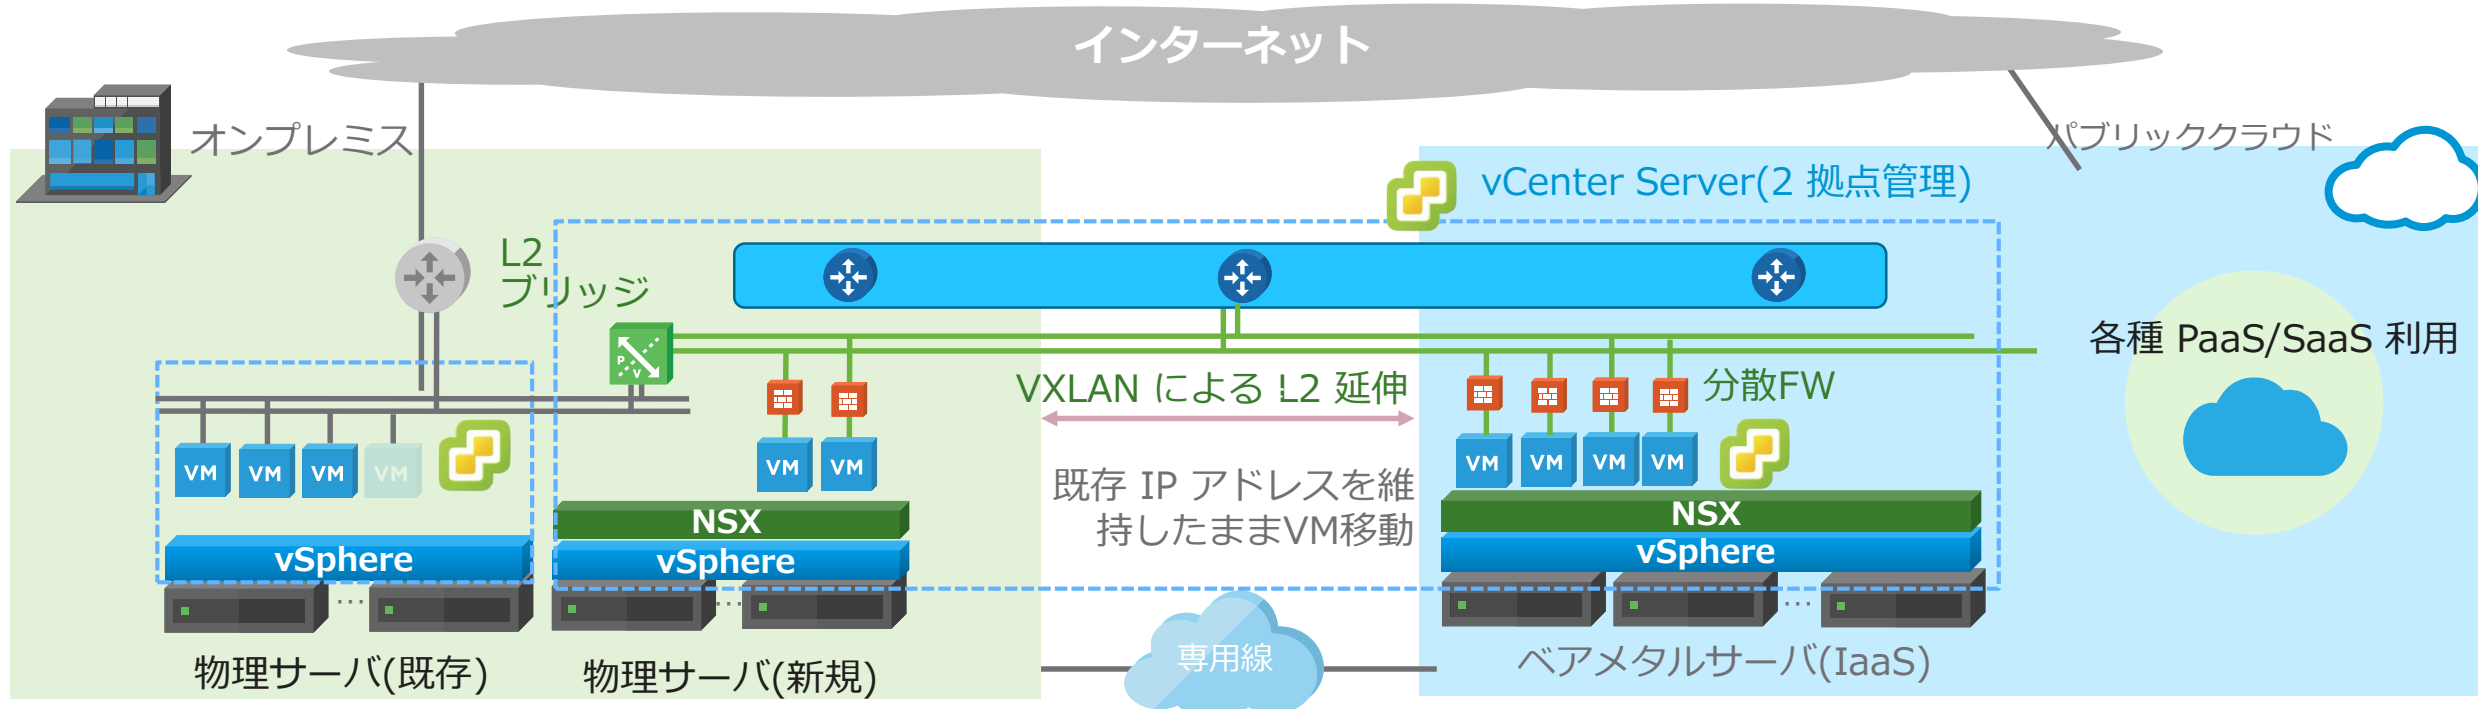 インターネット
オンプレミス
パブリッククラウド
vCenter Server(2 拠点管理)
L2
ブリッジ
各種 PaaS/SaaS 利用
P
V
VXLAN による L2 延伸
分散FW
VM
VM
VM
VM
VM
VM
VM
VM
VM
VM
既存 IP アドレスを維
持したままVM移動
NSX
NSX
vSphere
vSphere
vSphere
…
…
…
物理サーバ(既存)
物理サーバ(新規)
専用線
ベアメタルサーバ(IaaS)